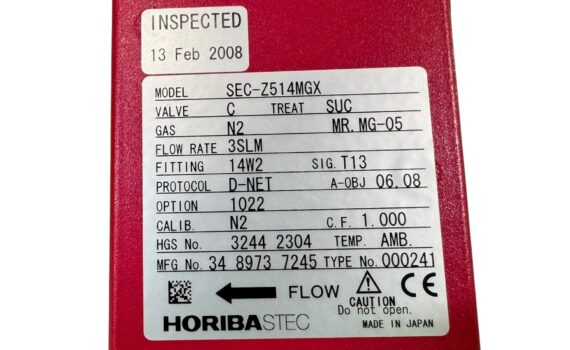 INSPECTED
13 Feb 2008
MODEL SEC-Z514MGX
VALVE C TREAT SUC
GAS N2 MR. MG-05
FLOW RATE 3SLM
FITTING 14W2 SIG. T13
PROTOCOL D-NET A-OBJ 06.08
OPTION 1022
CALIB. N2 C.F. 1.000
HGS No. 3244 2304 TEMP. AMB.
MFG No. 34 8973 7245 TYPE No. 000241
FLOW CE
CAUTION
Do not open.
HORIBASTEC MADE IN JAPAN